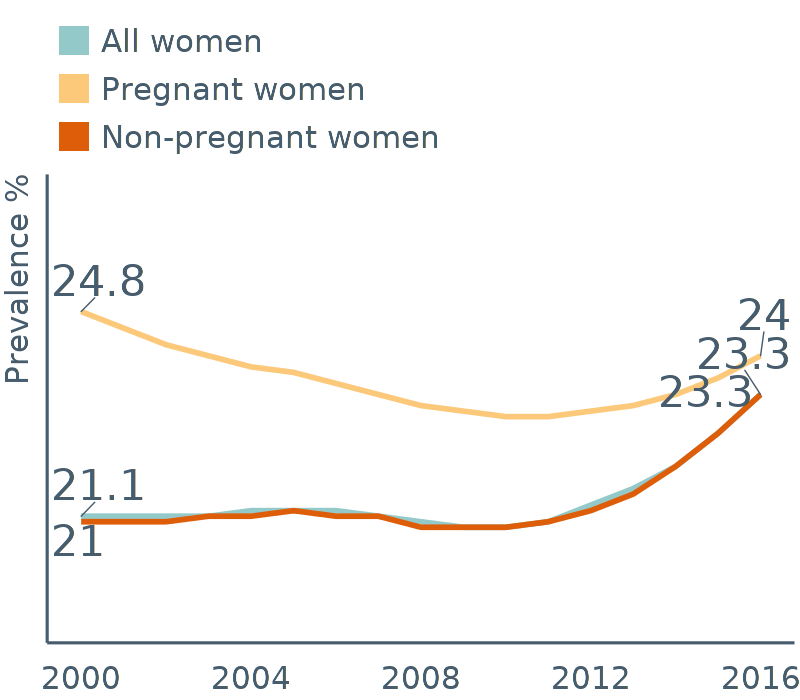 All women
Pregnant women
Non-pregnant women
Prevalence %
24.8
24
23.3
23.3
21.1
21
2000 2004 2008 2012 2016